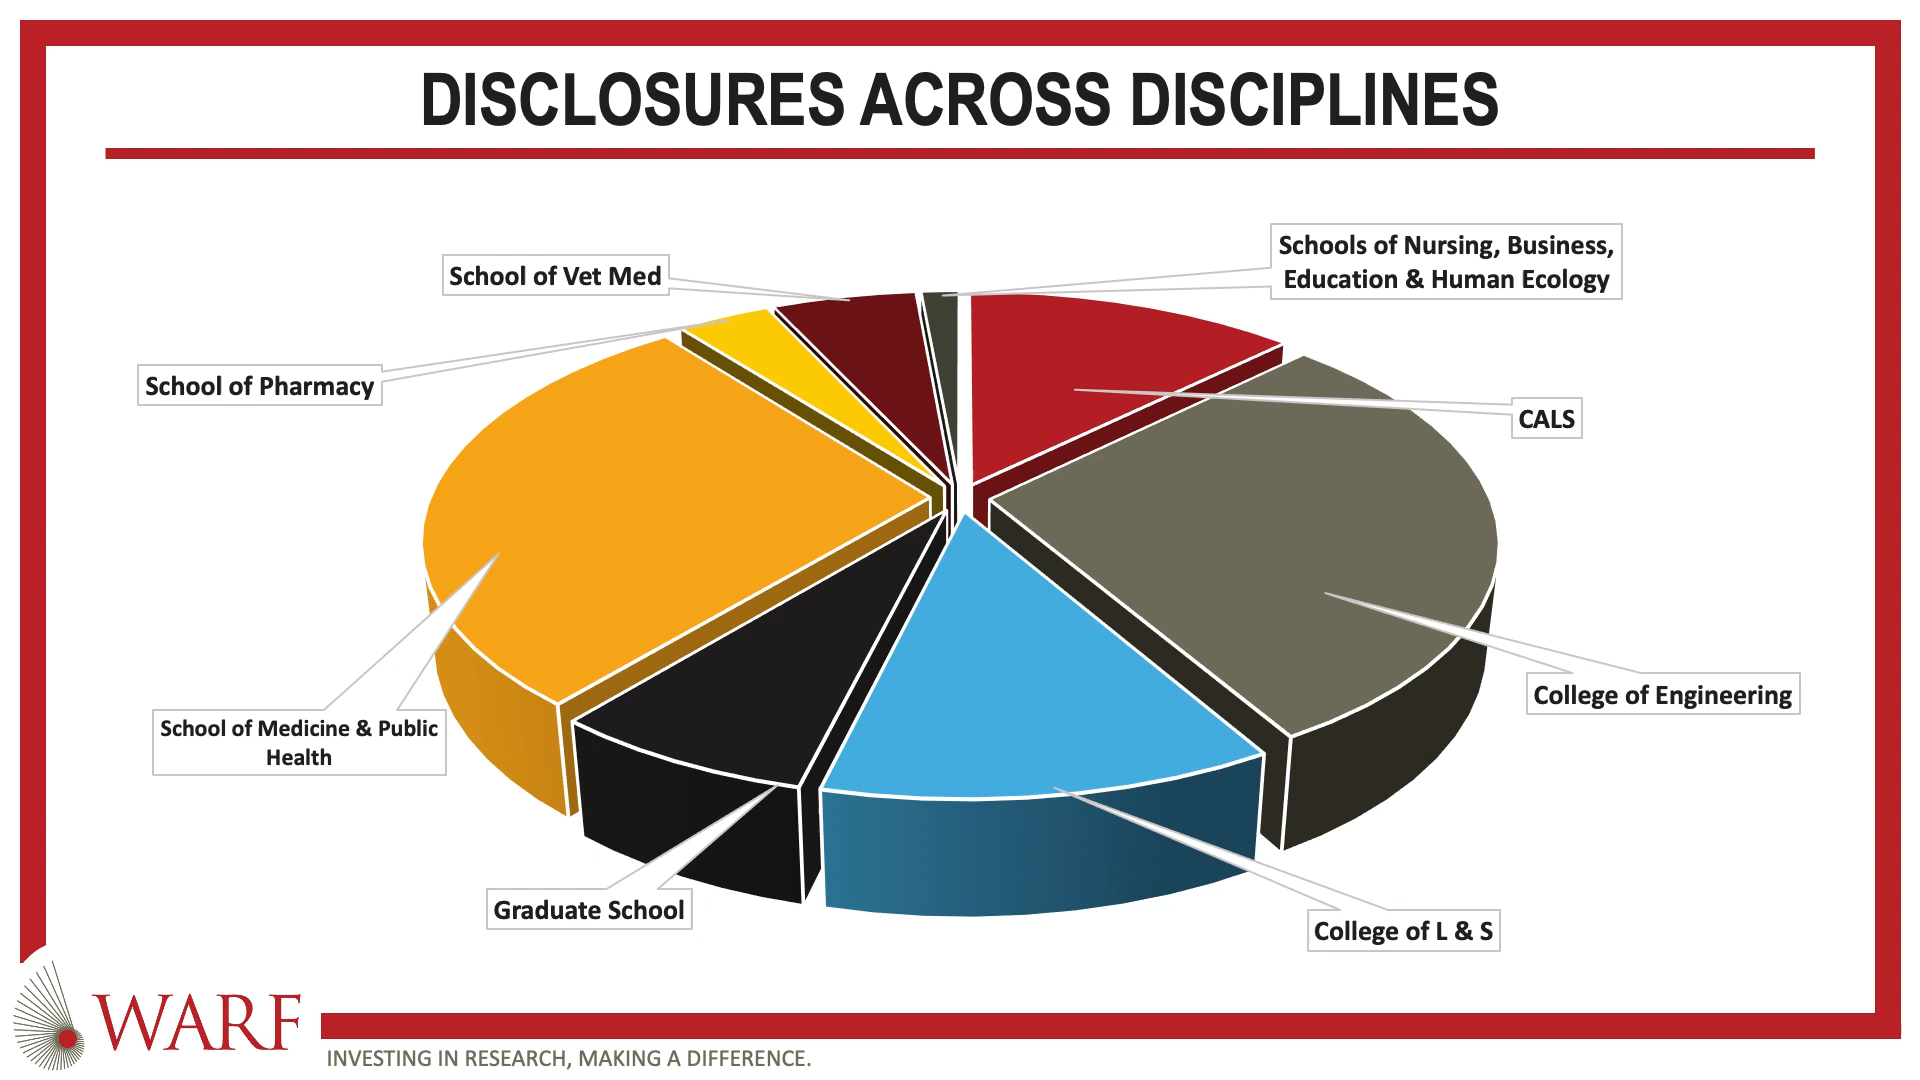 DISCLOSURES ACROSS DISCIPLINES
Schools of Nursing, Business,
Education & Human Ecology
School of Vet Med
School of Pharmacy
CALS
College of Engineering
School of Medicine & Public
Health
Graduate School
College of L & S
WARF
INVESTING IN RESEARCH, MAKING A DIFFERENCE.